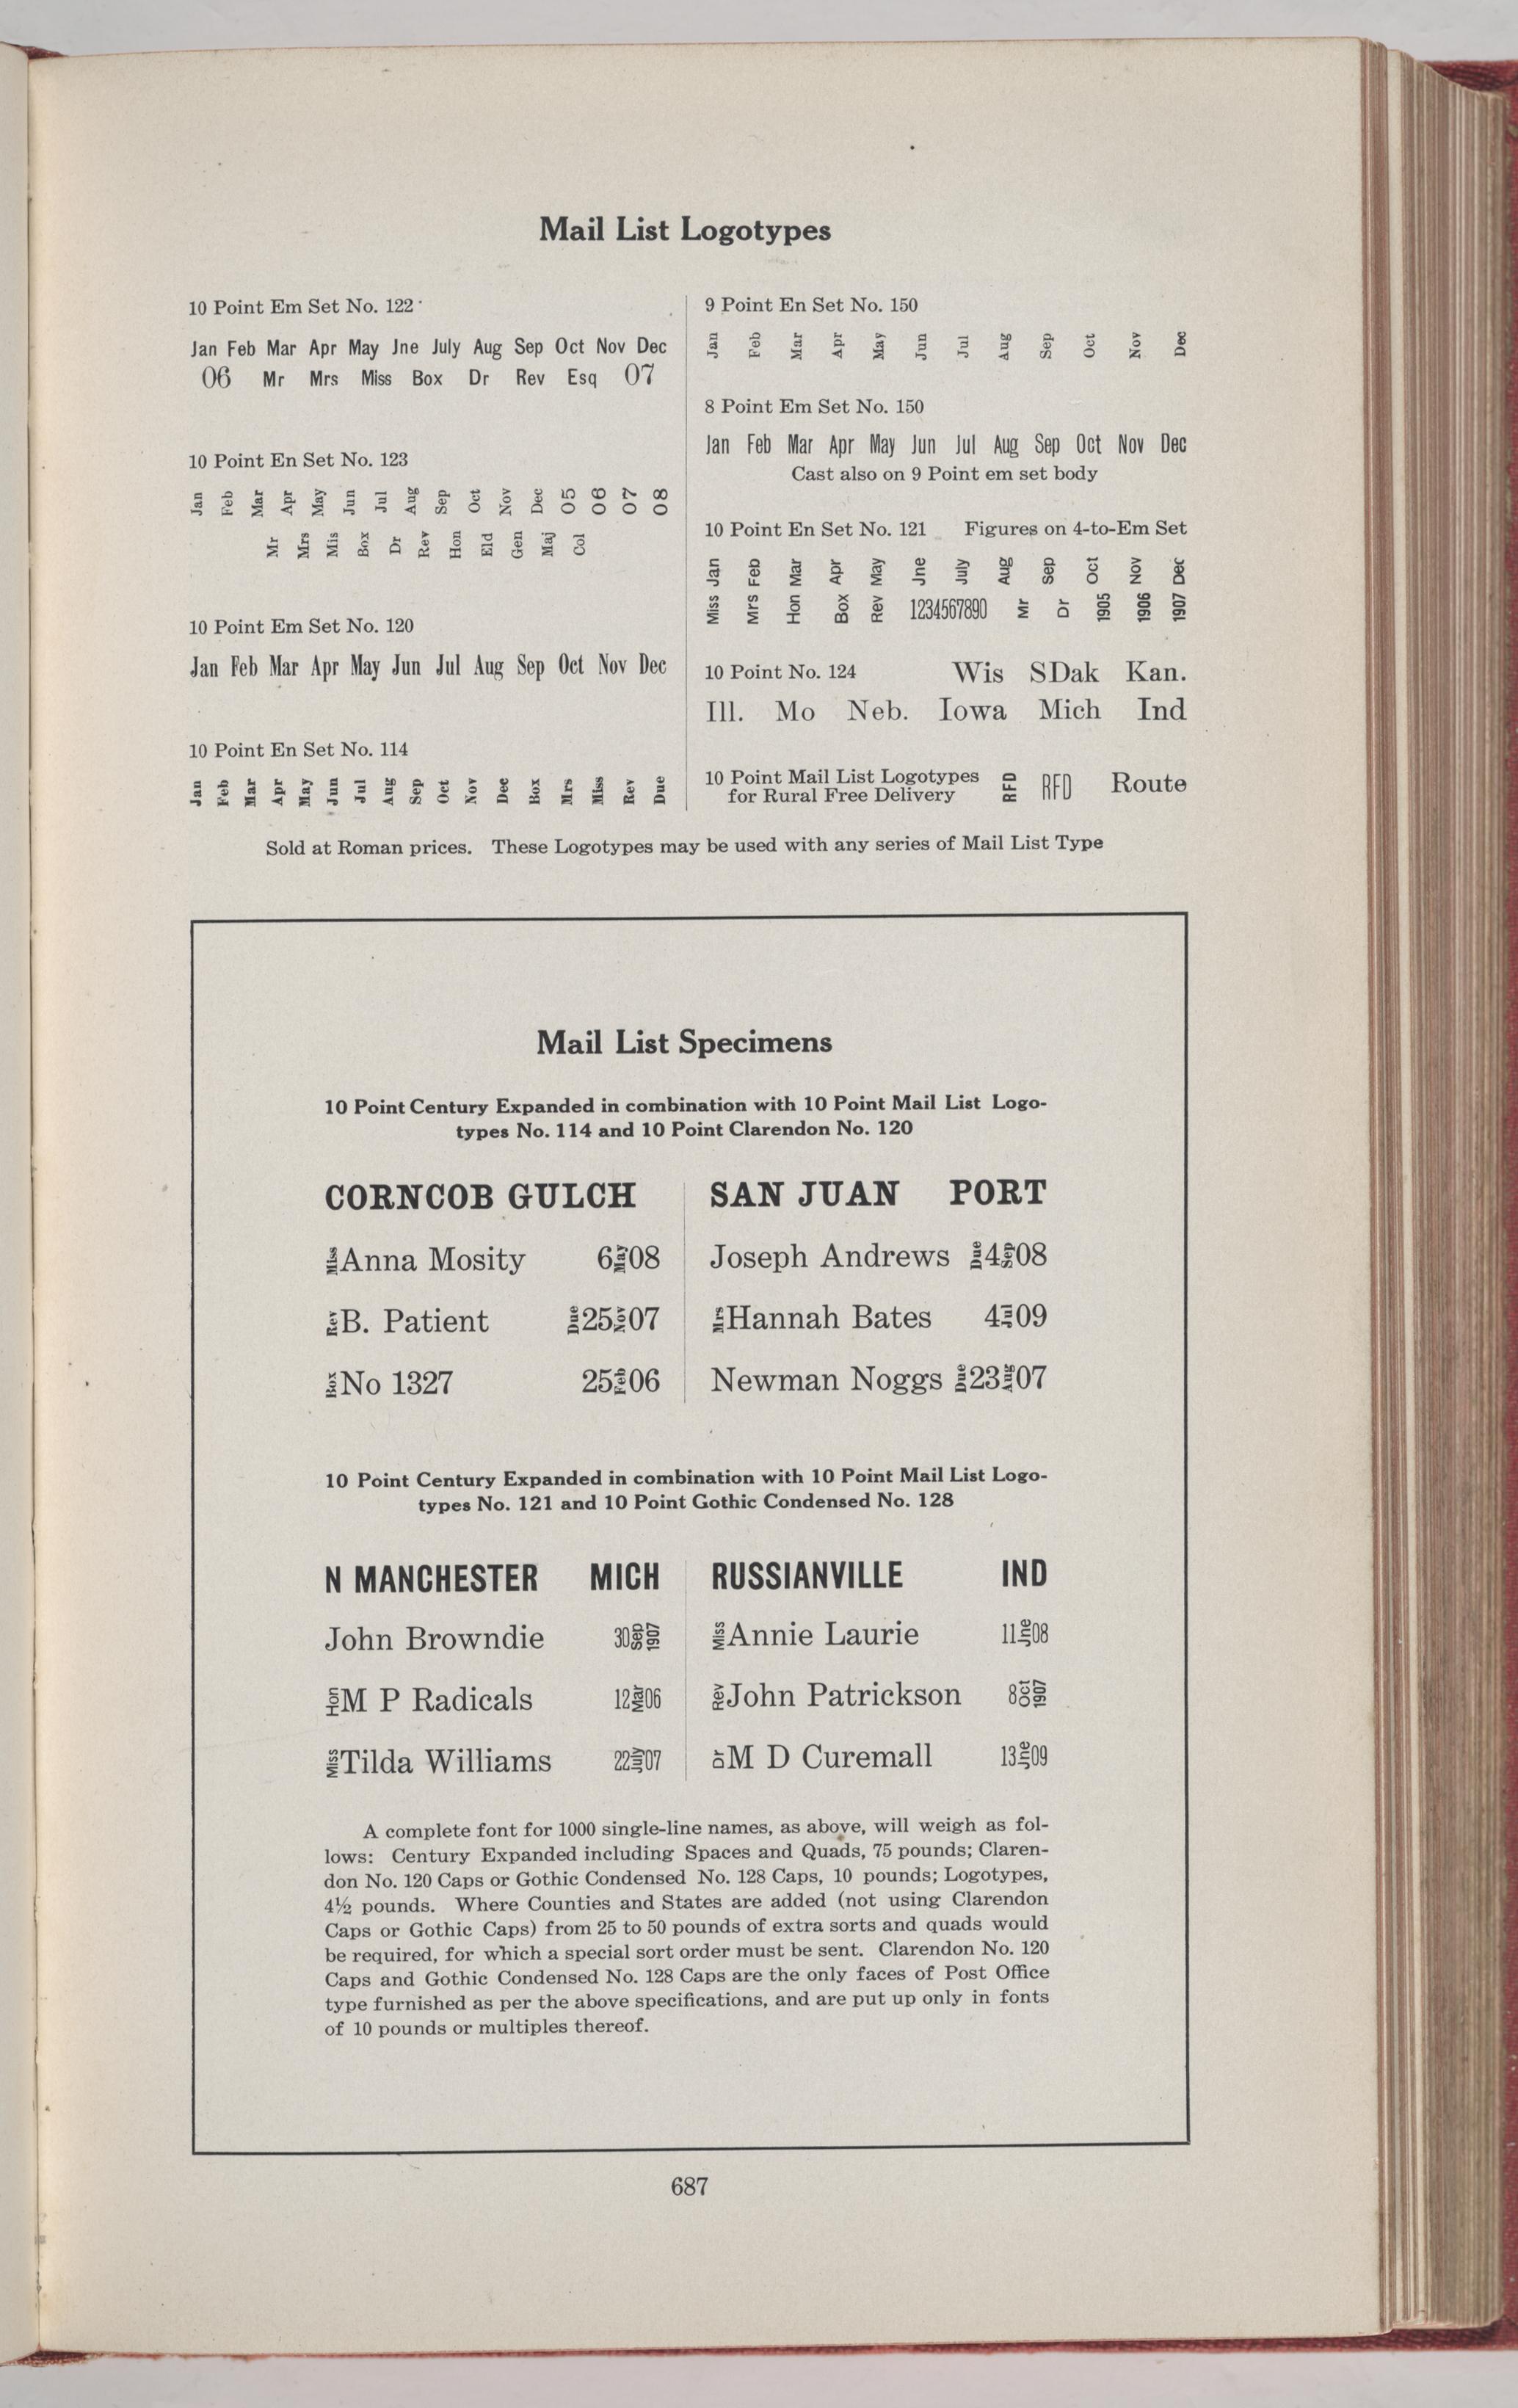 Mail List Logotypes
10 Point Em Set No. 122
Jan Feb Mar Apr May Jne July Aug Sep Oct Nov Dec
06 Mr Mrs Miss Box Dr Rev Esq 07
10 Point En Set No. 123
Jan Feb Mar Apr May Jun Jul Aug Sep Oct Nov Dec 05 06 07 08
Mr Mrs Mis Box Dr Rev Hon Eld Gen Maj Col
10 Point Em Set No. 120
Jan Feb Mar Apr May Jun Jul Aug Sep Oct Nov Dec
10 Point En Set No. 114
Jan Feb Mar Apr May Jun Jul Aug Sep Oct Nov Dec Box Mrs Miss Rev Due
9 Point En Set No. 150
Jan Feb Mar Apr May Jun Jul Aug Sep Oct Nov Dec
8 Point Em Set No. 150
Jan Feb Mar Apr May Jun Jul Aug Sep Oct Nov Dec
Cast also on 9 Point em set body
10 Point En Set No. 121 Figures on 4-to-Em Set
Jan Feb Mar Apr May Jne July Aug Sep Oct Nov Dec
Miss Mrs Hon Box Rev 1234567890 Mr Dr 1905 1906 1907
10 Point No. 124 Wis SDak Kan.
Ill. Mo Neb. Iowa Mich Ind
10 Point Mail List Logotypes
for Rural Free Delivery RFD RFD Route
Sold at Roman prices. These Logotypes may be used with any series of Mail List Type
Mail List Specimens
10 Point Century Expanded in combination with 10 Point Mail List Logo-
types No. 114 and 10 Point Clarendon No. 120
CORNCOB GULCH
Miss Anna Mosity 6 May 08
Rev B. Patient Due 25 Nov 07
Box No 1327 25 Feb 06
SAN JUAN PORT
Joseph Andrews Due 4 Sep 08
Mrs Hannah Bates 4 Jul 09
Newman Noggs Due 23 Aug 07
10 Point Century Expanded in combination with 10 Point Mail List Logo-
types No. 121 and 10 Point Gothic Condensed No. 128
N MANCHESTER MICH
John Browndie 30 Sep 1907
Hon M P Radicals 12 Mar 06
Miss Tilda Williams 22 July 07
RUSSIANVILLE IND
Miss Annie Laurie 11 Jne 08
Rev John Patrickson 8 Oct 1907
Dr M D Curemall 13 Jne 09
A complete font for 1000 single-line names, as above, will weigh as fol-
lows: Century Expanded including Spaces and Quads, 75 pounds; Claren-
don No. 120 Caps or Gothic Condensed No. 128 Caps, 10 pounds; Logotypes,
4½ pounds. Where Counties and States are added (not using Clarendon
Caps or Gothic Caps) from 25 to 50 pounds of extra sorts and quads would
be required, for which a special sort order must be sent. Clarendon No. 120
Caps and Gothic Condensed No. 128 Caps are the only faces of Post Office
type furnished as per the above specifications, and are put up only in fonts
of 10 pounds or multiples thereof.
687